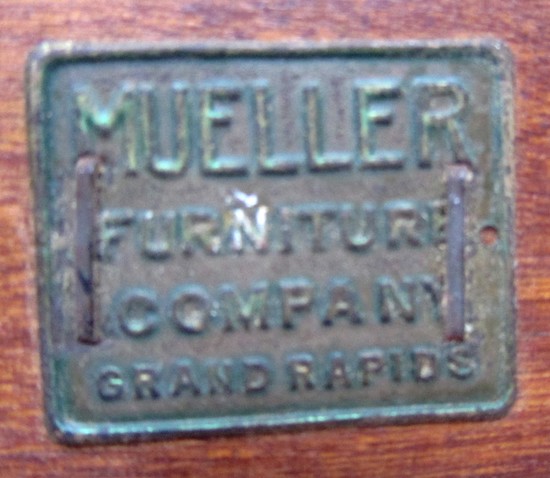 MUELLER
FURNITURE
COMPANY
GRAND RAPIDS